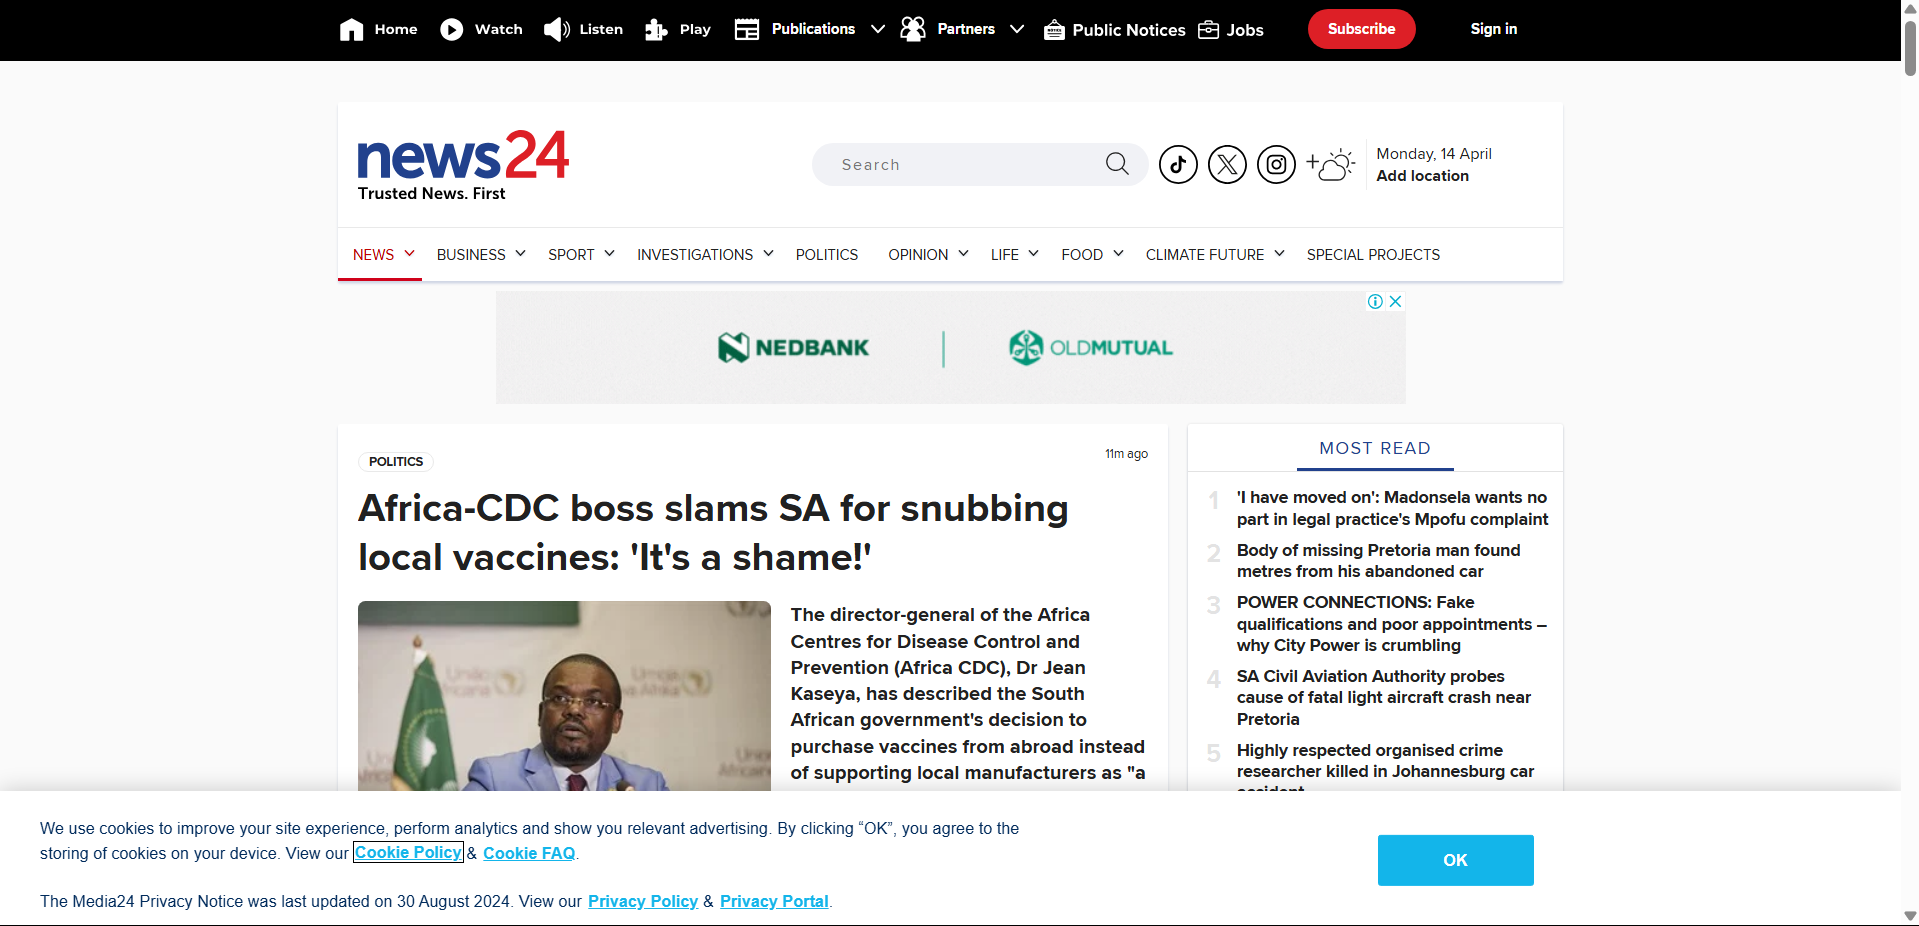 Home
Watch
Listen
Play
Publications
Partners
Public Notices
Jobs
Subscribe
Sign in
news24
Trusted News. First
Search
Monday, 14 April
Add location
NEWS
BUSINESS
SPORT
INVESTIGATIONS
POLITICS
OPINION
LIFE
FOOD
CLIMATE FUTURE
SPECIAL PROJECTS
NEDBANK
OLDMUTUAL
POLITICS
11m ago
Africa-CDC boss slams SA for snubbing
local vaccines: 'It's a shame!'
The director-general of the Africa
Centres for Disease Control and
Prevention (Africa CDC), Dr Jean
Kaseya, has described the South
African government's decision to
purchase vaccines from abroad instead
of supporting local manufacturers as "a
MOST READ
1
'I have moved on': Madonsela wants no
part in legal practice's Mpofu complaint
2
Body of missing Pretoria man found
metres from his abandoned car
3
POWER CONNECTIONS: Fake
qualifications and poor appointments –
why City Power is crumbling
4
SA Civil Aviation Authority probes
cause of fatal light aircraft crash near
Pretoria
5
Highly respected organised crime
researcher killed in Johannesburg car
accident
We use cookies to improve your site experience, perform analytics and show you relevant advertising. By clicking “OK”, you agree to the
storing of cookies on your device. View our Cookie Policy & Cookie FAQ.
The Media24 Privacy Notice was last updated on 30 August 2024. View our Privacy Policy & Privacy Portal.
OK